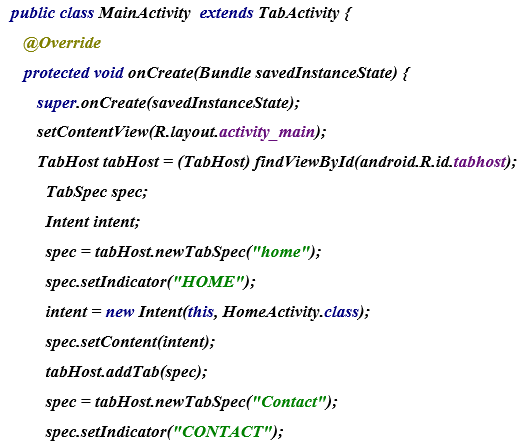 public class MainActivity extends TabActivity {
@Override
protected void onCreate(Bundle savedInstanceState) {
super.onCreate(savedInstanceState);
setContentView(R.layout.activity_main);
TabHost tabHost = (TabHost) findViewById(android.R.id.tabhost);
TabSpec spec;
Intent intent;
spec = tabHost.newTabSpec("home");
spec.setIndicator("HOME");
intent = new Intent(this, HomeActivity.class);
spec.setContent(intent);
tabHost.addTab(spec);
spec = tabHost.newTabSpec("Contact");
spec.setIndicator("CONTACT");